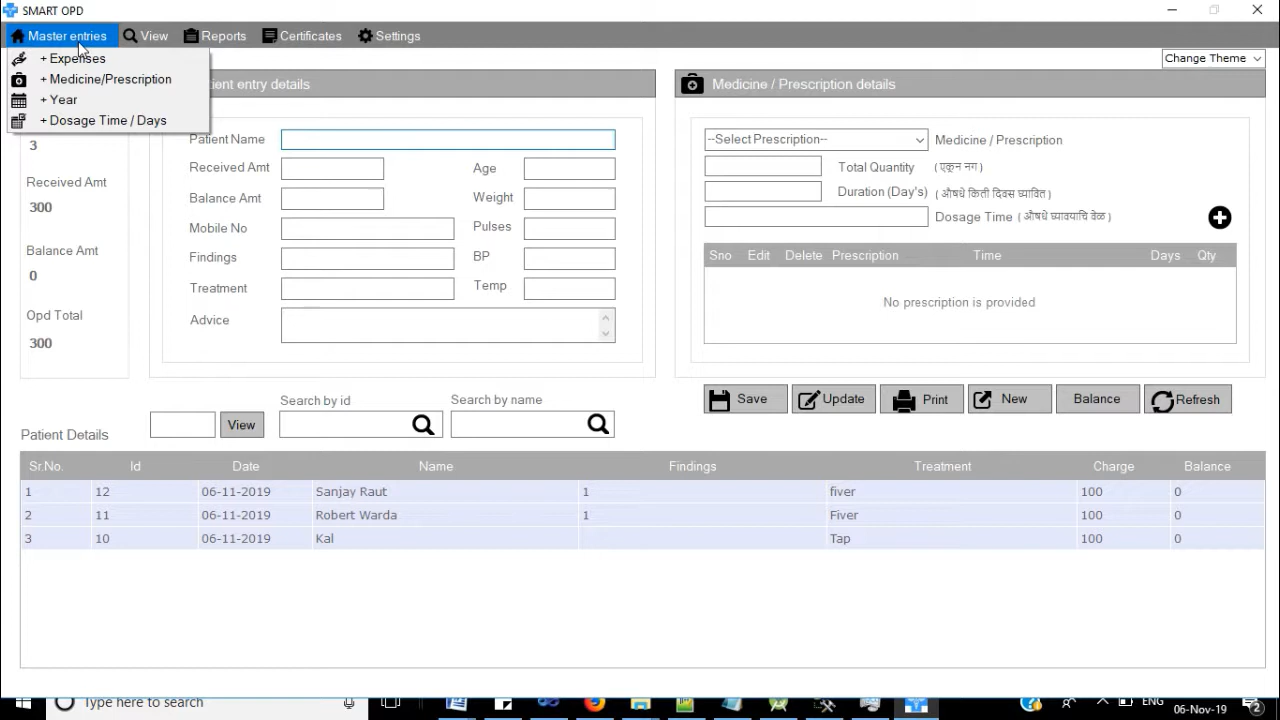 SMART OPD
Master entries View Reports Certificates Settings
+ Expenses
+ Medicine/Prescription
+ Year
+ Dosage Time / Days
Change Theme
3
Received Amt
300
Balance Amt
0
Opd Total
300
tient entry details
Patient Name
Received Amt Age
Balance Amt Weight
Mobile No Pulses
Findings BP
Treatment Temp
Advice
Medicine / Prescription details
--Select Prescription-- Medicine / Prescription
Total Quantity ( एकून नग )
Duration (Day's) ( औषधे किती दिवस घ्यावित )
Dosage Time ( औषधे घ्यावयाचि वेळ )
Sno Edit Delete Prescription Time Days Qty
No prescription is provided
Save Update Print New Balance Refresh
Search by id Search by name
View
Patient Details
Sr.No. Id Date Name Findings Treatment Charge Balance
1 12 06-11-2019 Sanjay Raut 1 fiver 100 0
2 11 06-11-2019 Robert Warda 1 Fiver 100 0
3 10 06-11-2019 Kal Tap 100 0
Type here to search
ENG
06-Nov-19
2